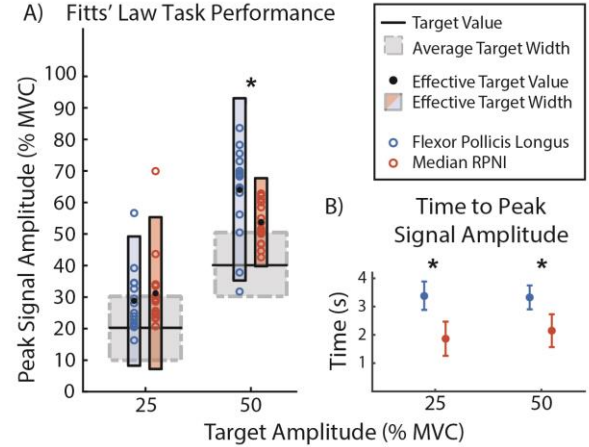 A) Fitts' Law Task Performance
Peak Signal Amplitude (% MVC)
100
90
80
70
60
50
40
30
20
10
0
*
25
50
Target Amplitude (% MVC)
Target Value
Average Target Width
Effective Target Value
Effective Target Width
Flexor Pollicis Longus
Median RPNI
B) Time to Peak
Signal Amplitude
Time (s)
4
3
2
1
*
*
25
50